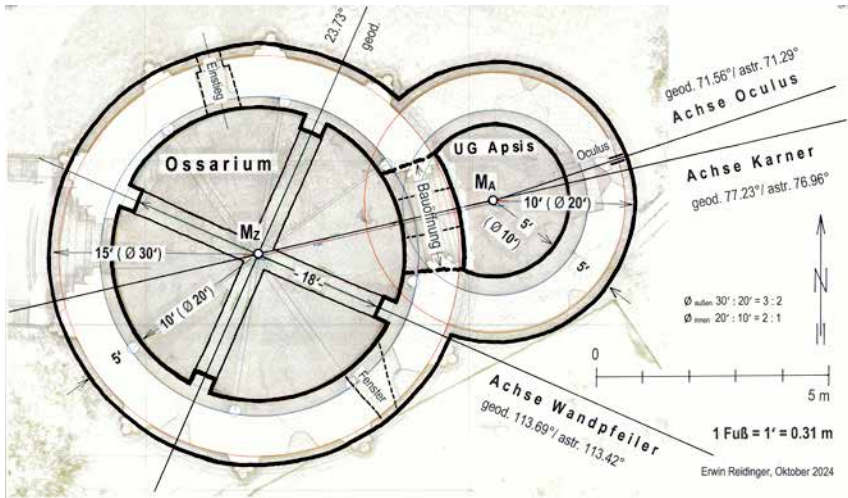 23.73°
geod.
Einstieg
Ossarium
UG Apsis
Oculus
geod. 71.56°/ astr. 71.29°
Achse Oculus
Achse Karner
geod. 77.23°/ astr. 76.96°
Bauöffnung
MA
10' ( Ø 20' )
5'
( Ø 10' )
5'
MZ
15' ( Ø 30' )
- 18' -
10' ( Ø 20' )
5'
Fenster
N
Ø außen 30' : 20' = 3 : 2
Ø innen 20' : 10' = 2 : 1
0
5 m
Achse Wandpfeiler
geod. 113.69°/ astr. 113.42°
1 Fuß = 1' = 0.31 m
Erwin Reidinger, Oktober 2024